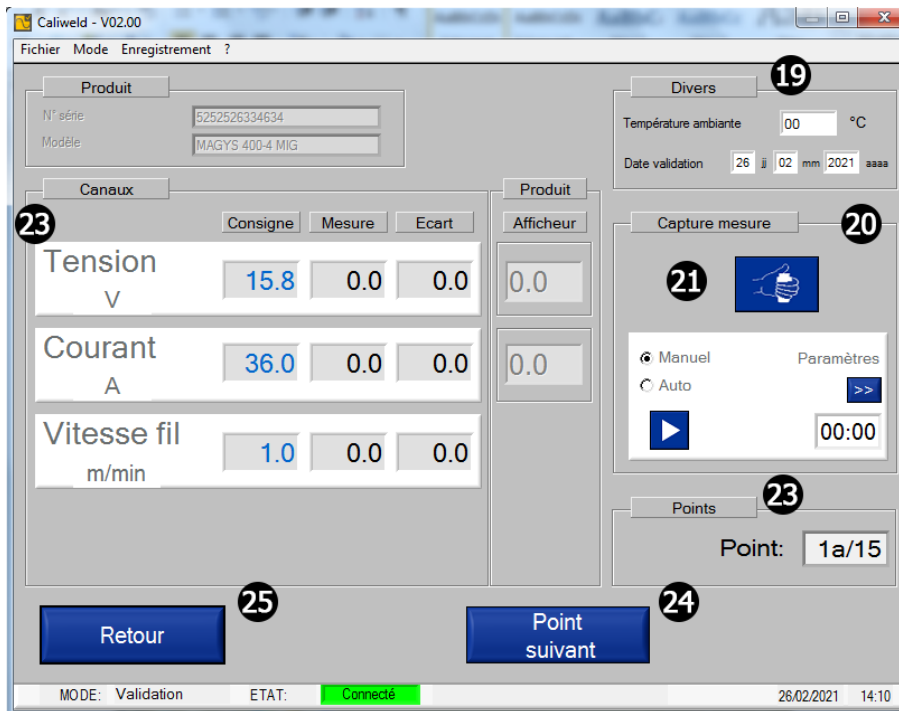 Caliweld - V02.00
Fichier Mode Enregistrement ?
Produit
N° série 5252526334634
Modèle MAGYS 400-4 MIG
19
Divers
Température ambiante 00 °C
Date validation 26 jj 02 mm 2021 aaaa
23
Canaux
Consigne Mesure Ecart
Tension
V
15.8 0.0 0.0
Courant
A
36.0 0.0 0.0
Vitesse fil
m/min
1.0 0.0 0.0
Produit
Afficheur
0.0
0.0
20
Capture mesure
21
Manuel Paramètres
Auto >>
00:00
23
Points
Point: 1a/15
25
Retour
24
Point
suivant
MODE: Validation ETAT: Connecté 26/02/2021 14:10